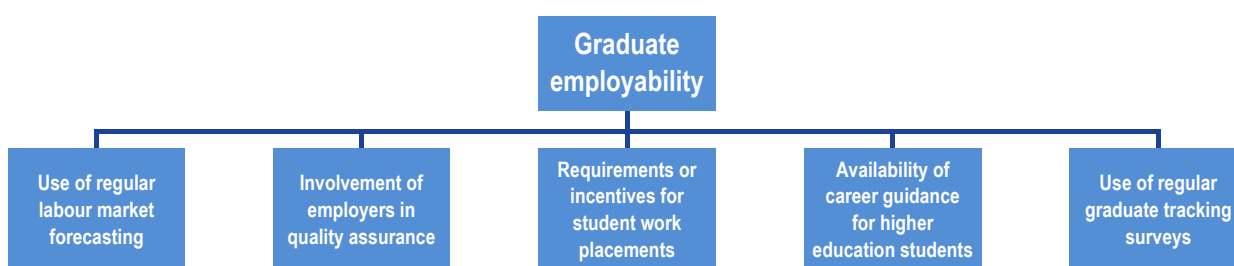 Graduate
employability
Use of regular
labour market
forecasting
Involvement of
employers in
quality assurance
Requirements or
incentives for
student work
placements
Availability of
career guidance
for higher
education students
Use of regular
graduate tracking
surveys